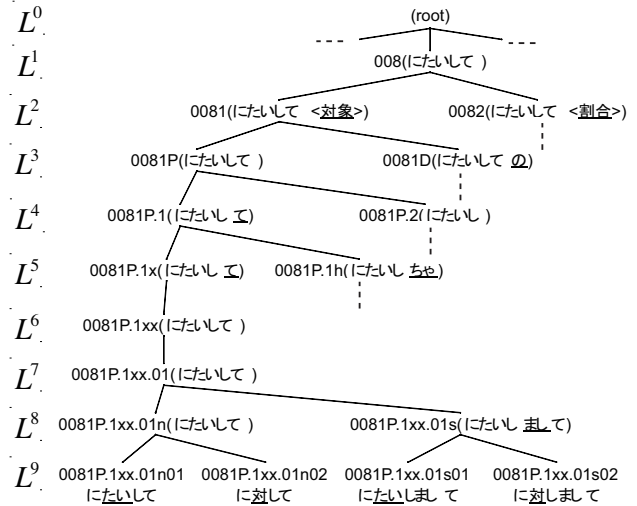 L⁰ (root)
L¹ 008(にたいして )
L² 0081(にたいして <対象>) 0082(にたいして <割合>)
L³ 0081P(にたいして ) 0081D(にたいして の)
L⁴ 0081P.1(にたいし て) 0081P.2(にたいし )
L⁵ 0081P.1x(にたいし て) 0081P.1h(にたいし ちゃ)
L⁶ 0081P.1xx(にたいして )
L⁷ 0081P.1xx.01(にたいして )
L⁸ 0081P.1xx.01n(にたいして ) 0081P.1xx.01s(にたいし まして)
L⁹ 0081P.1xx.01n01 0081P.1xx.01n02 0081P.1xx.01s01 0081P.1xx.01s02
にたいして に対して にたいしまし て に対しまして